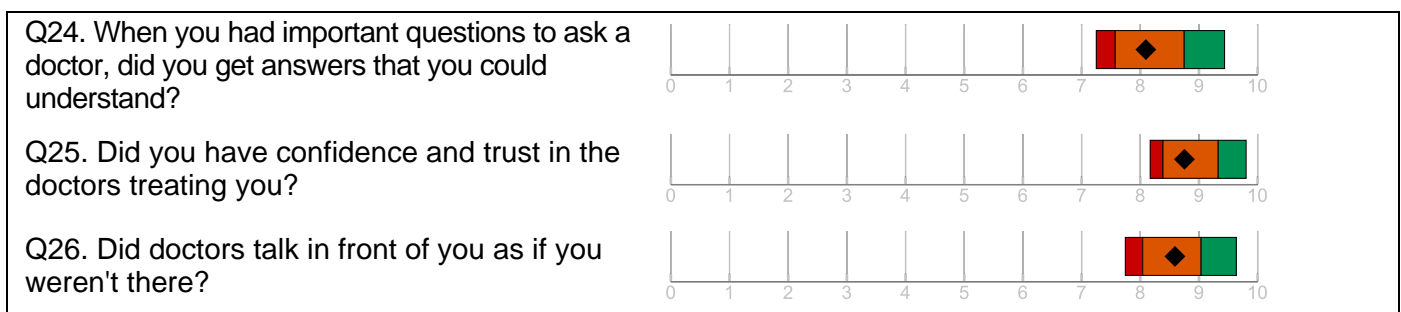 Q24. When you had important questions to ask a
doctor, did you get answers that you could
understand?
0 1 2 3 4 5 6 7 8 9 10
Q25. Did you have confidence and trust in the
doctors treating you?
0 1 2 3 4 5 6 7 8 9 10
Q26. Did doctors talk in front of you as if you
weren't there?
0 1 2 3 4 5 6 7 8 9 10